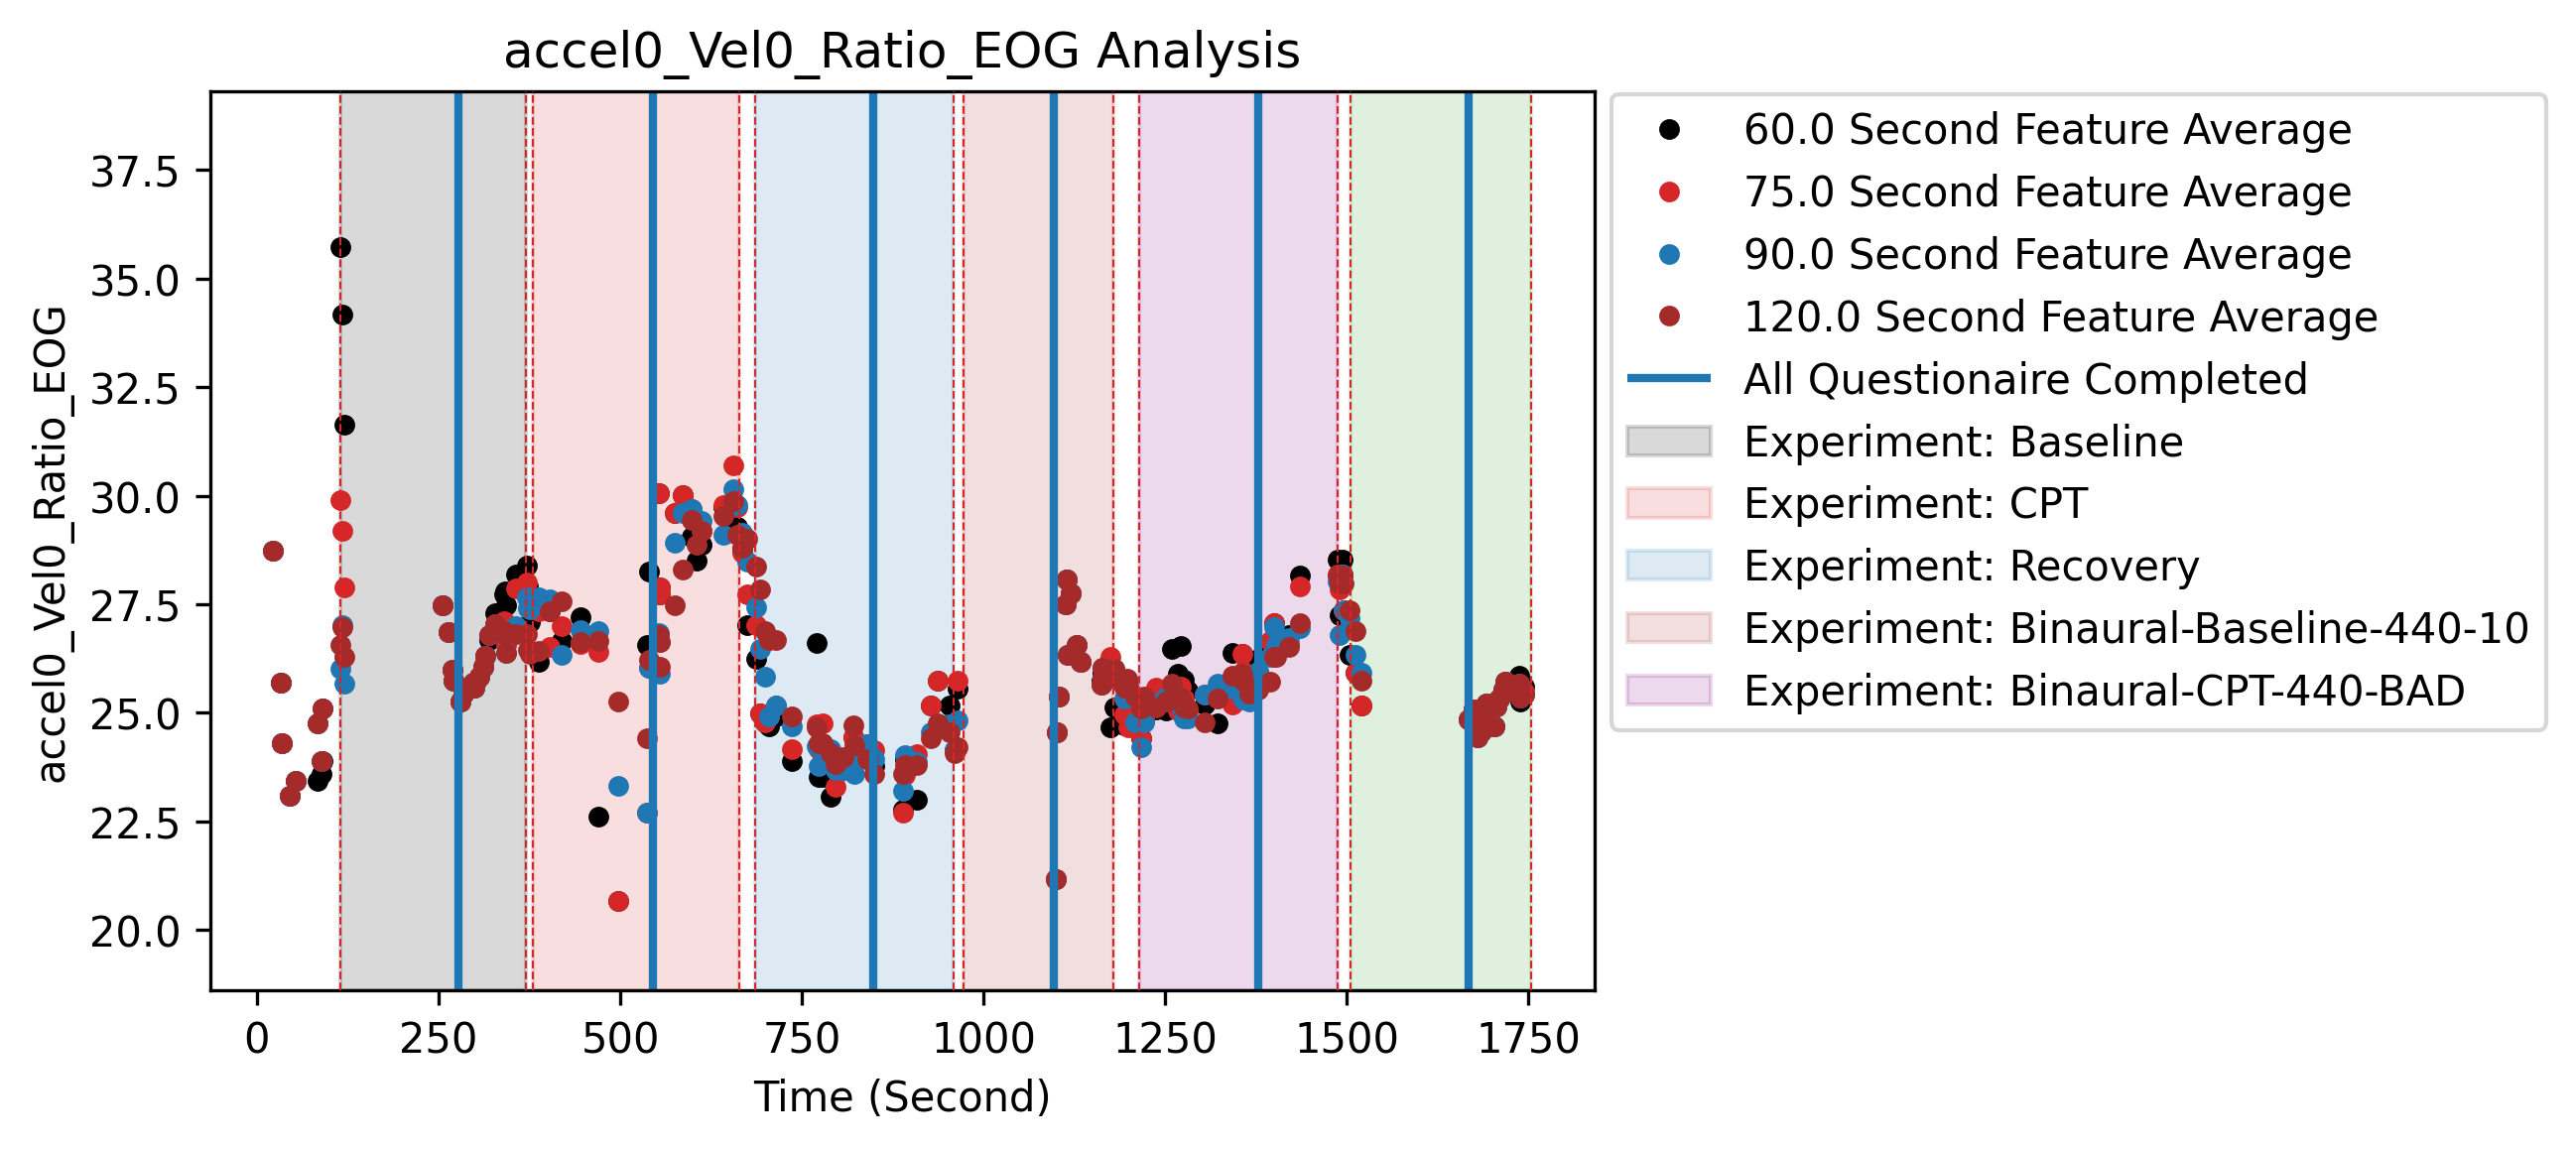 accel0_Vel0_Ratio_EOG Analysis
accel0_Vel0_Ratio_EOG
37.5
35.0
32.5
30.0
27.5
25.0
22.5
20.0
0
250
500
750
1000
1250
1500
1750
Time (Second)
60.0 Second Feature Average
75.0 Second Feature Average
90.0 Second Feature Average
120.0 Second Feature Average
All Questionaire Completed
Experiment: Baseline
Experiment: CPT
Experiment: Recovery
Experiment: Binaural-Baseline-440-10
Experiment: Binaural-CPT-440-BAD